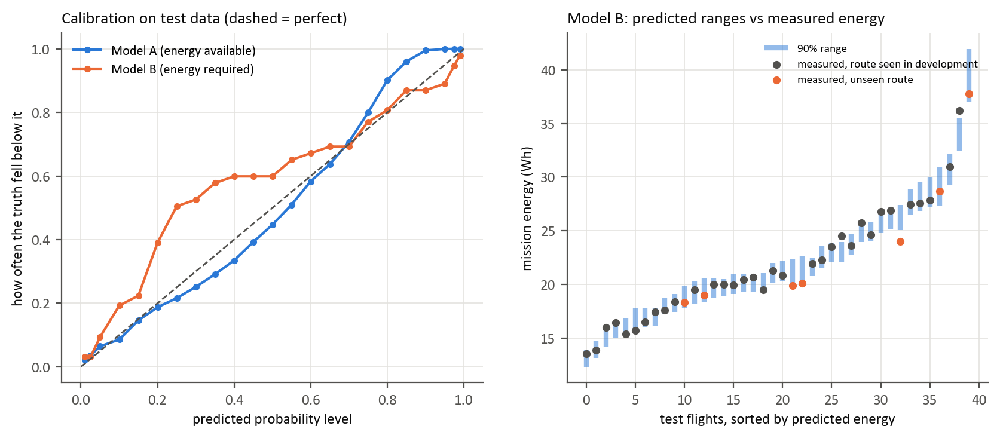 Calibration on test data (dashed = perfect)
Model A (energy available)
Model B (energy required)
how often the truth fell below it
1.0
0.8
0.6
0.4
0.2
0.0
0.0 0.2 0.4 0.6 0.8 1.0
predicted probability level
Model B: predicted ranges vs measured energy
90% range
measured, route seen in development
measured, unseen route
mission energy (Wh)
40
35
30
25
20
15
0 5 10 15 20 25 30 35 40
test flights, sorted by predicted energy